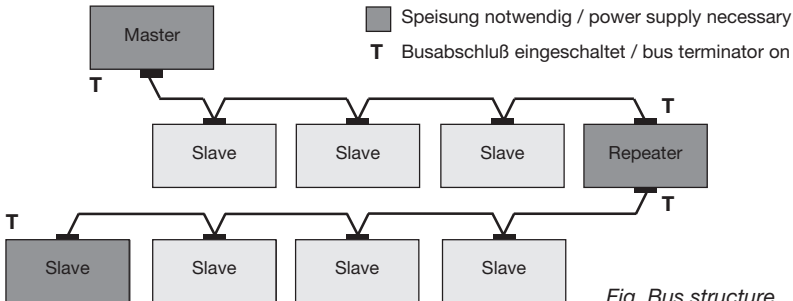 Master
Speisung notwendig / power supply necessary
T Busabschluß eingeschaltet / bus terminator on
T
T
Slave
Slave
Slave
Repeater
T
T
Slave
Slave
Slave
Slave
Fig. Bus structure